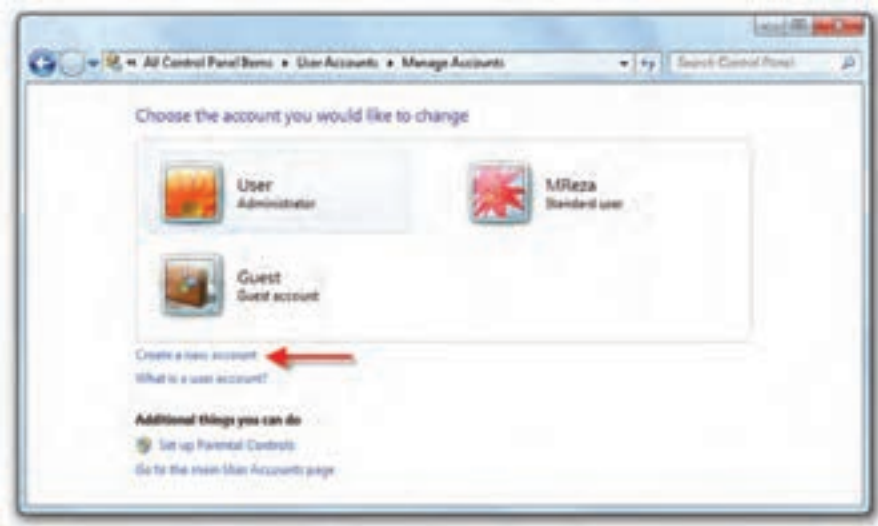 « All Control Panel Items ▸ User Accounts ▸ Manage Accounts
Search Control Panel
Choose the account you would like to change
User
Administrator
MReza
Standard user
Guest
Guest account
Create a new account
What is a user account?
Additional things you can do
Set up Parental Controls
Go to the main User Accounts page